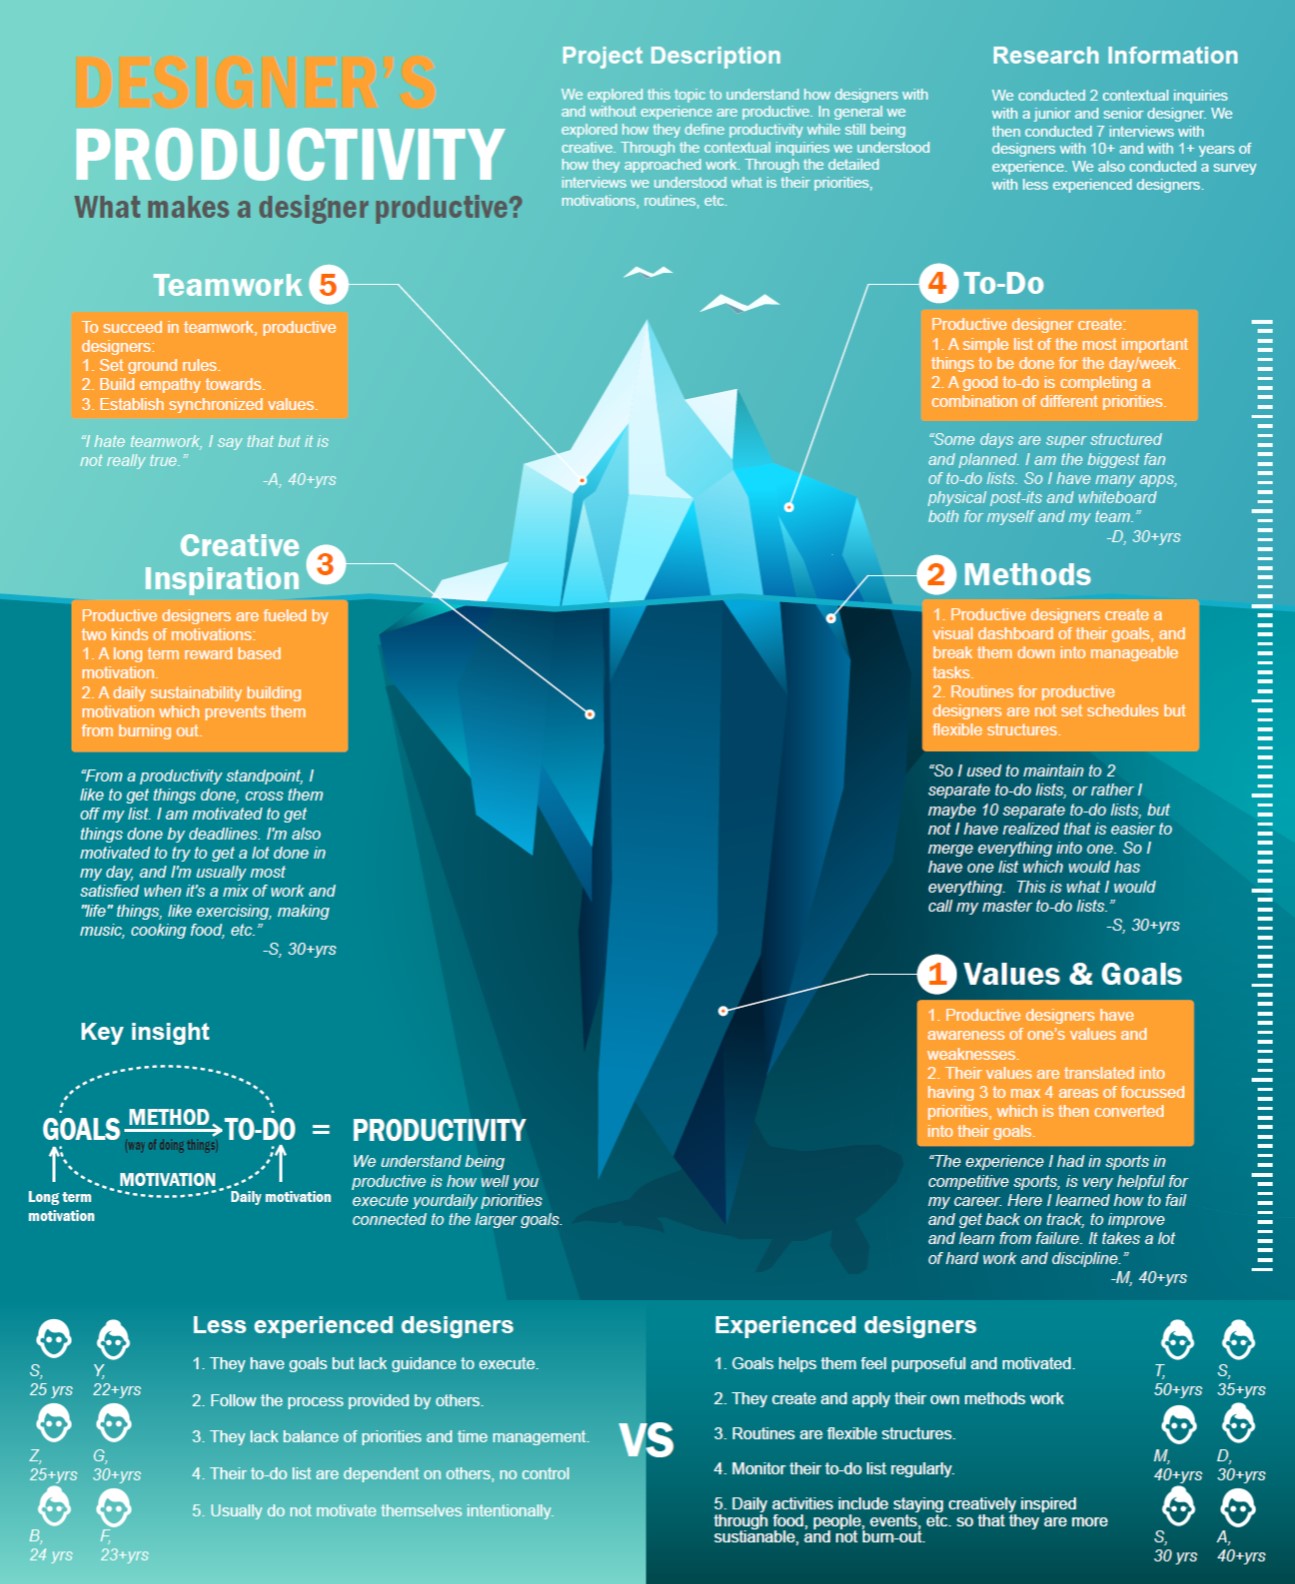 DESIGNER'S
PRODUCTIVITY
What makes a designer productive?
Project Description
We explored this topic to understand how designers with
and without experience are productive. In general we
explored how they define productivity while still being
creative. Through the contextual inquiries we understood
how they approached work. Through the detailed
interviews we understood what is their priorities,
motivations, routines, etc.
Research Information
We conducted 2 contextual inquiries
with a junior and senior designer. We
then conducted 7 interviews with
designers with 10+ and with 1+ years of
experience. We also conducted a survey
with less experienced designers.
Teamwork 5
To succeed in teamwork, productive
designers:
1. Set ground rules.
2. Build empathy towards.
3. Establish synchronized values.
“I hate teamwork, I say that but it is
not really true.”
-A, 40+yrs
4 To-Do
Productive designer create:
1. A simple list of the most important
things to be done for the day/week.
2. A good to-do is completing a
combination of different priorities.
“Some days are super structured
and planned. I am the biggest fan
of to-do lists. So I have many apps,
physical post-its and whiteboard
both for myself and my team.”
-D, 30+yrs
Creative
Inspiration 3
Productive designers are fueled by
two kinds of motivations:
1. A long term reward based
motivation.
2. A daily sustainability building
motivation which prevents them
from burning out.
“From a productivity standpoint, I
like to get things done, cross them
off my list. I am motivated to get
things done by deadlines. I'm also
motivated to try to get a lot done in
my day, and I'm usually most
satisfied when it's a mix of work and
"life" things, like exercising, making
music, cooking food, etc.”
-S, 30+yrs
2 Methods
1. Productive designers create a
visual dashboard of their goals, and
break them down into manageable
tasks.
2. Routines for productive
designers are not set schedules but
flexible structures.
“So I used to maintain to 2
separate to-do lists, or rather I
maybe 10 separate to-do lists, but
not I have realized that is easier to
merge everything into one. So I
have one list which would has
everything. This is what I would
call my master to-do lists.”
-S, 30+yrs
1 Values & Goals
1. Productive designers have
awareness of one's values and
weaknesses.
2. Their values are translated into
having 3 to max 4 areas of focussed
priorities, which is then converted
into their goals.
“The experience I had in sports in
competitive sports, is very helpful for
my career. Here I learned how to fail
and get back on track, to improve
and learn from failure. It takes a lot
of hard work and discipline.”
-M, 40+yrs
Key insight
GOALS METHOD TO-DO = PRODUCTIVITY
(way of doing things)
MOTIVATION
Long term
motivation
Daily motivation
We understand being
productive is how well you
execute yourdaily priorities
connected to the larger goals.
S,
25 yrs
Y,
22+yrs
Z,
25+yrs
G,
30+yrs
B,
24 yrs
F,
23+yrs
Less experienced designers
1. They have goals but lack guidance to execute.
2. Follow the process provided by others.
3. They lack balance of priorities and time management.
4. Their to-do list are dependent on others, no control
5. Usually do not motivate themselves intentionally.
VS
Experienced designers
1. Goals helps them feel purposeful and motivated.
2. They create and apply their own methods work
3. Routines are flexible structures.
4. Monitor their to-do list regularly.
5. Daily activities include staying creatively inspired
through food, people, events, etc. so that they are more
sustianable, and not burn-out.
T,
50+yrs
S,
35+yrs
M,
40+yrs
D,
30+yrs
S,
30 yrs
A,
40+yrs